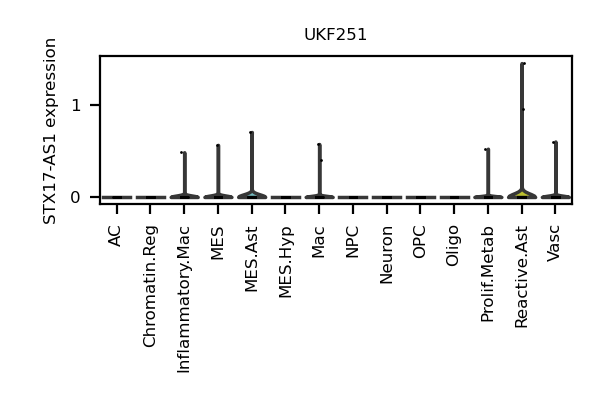 UKF251
STX17-AS1 expression
1
0
AC
Chromatin.Reg
Inflammatory.Mac
MES
MES.Ast
MES.Hyp
Mac
NPC
Neuron
OPC
Oligo
Prolif.Metab
Reactive.Ast
Vasc